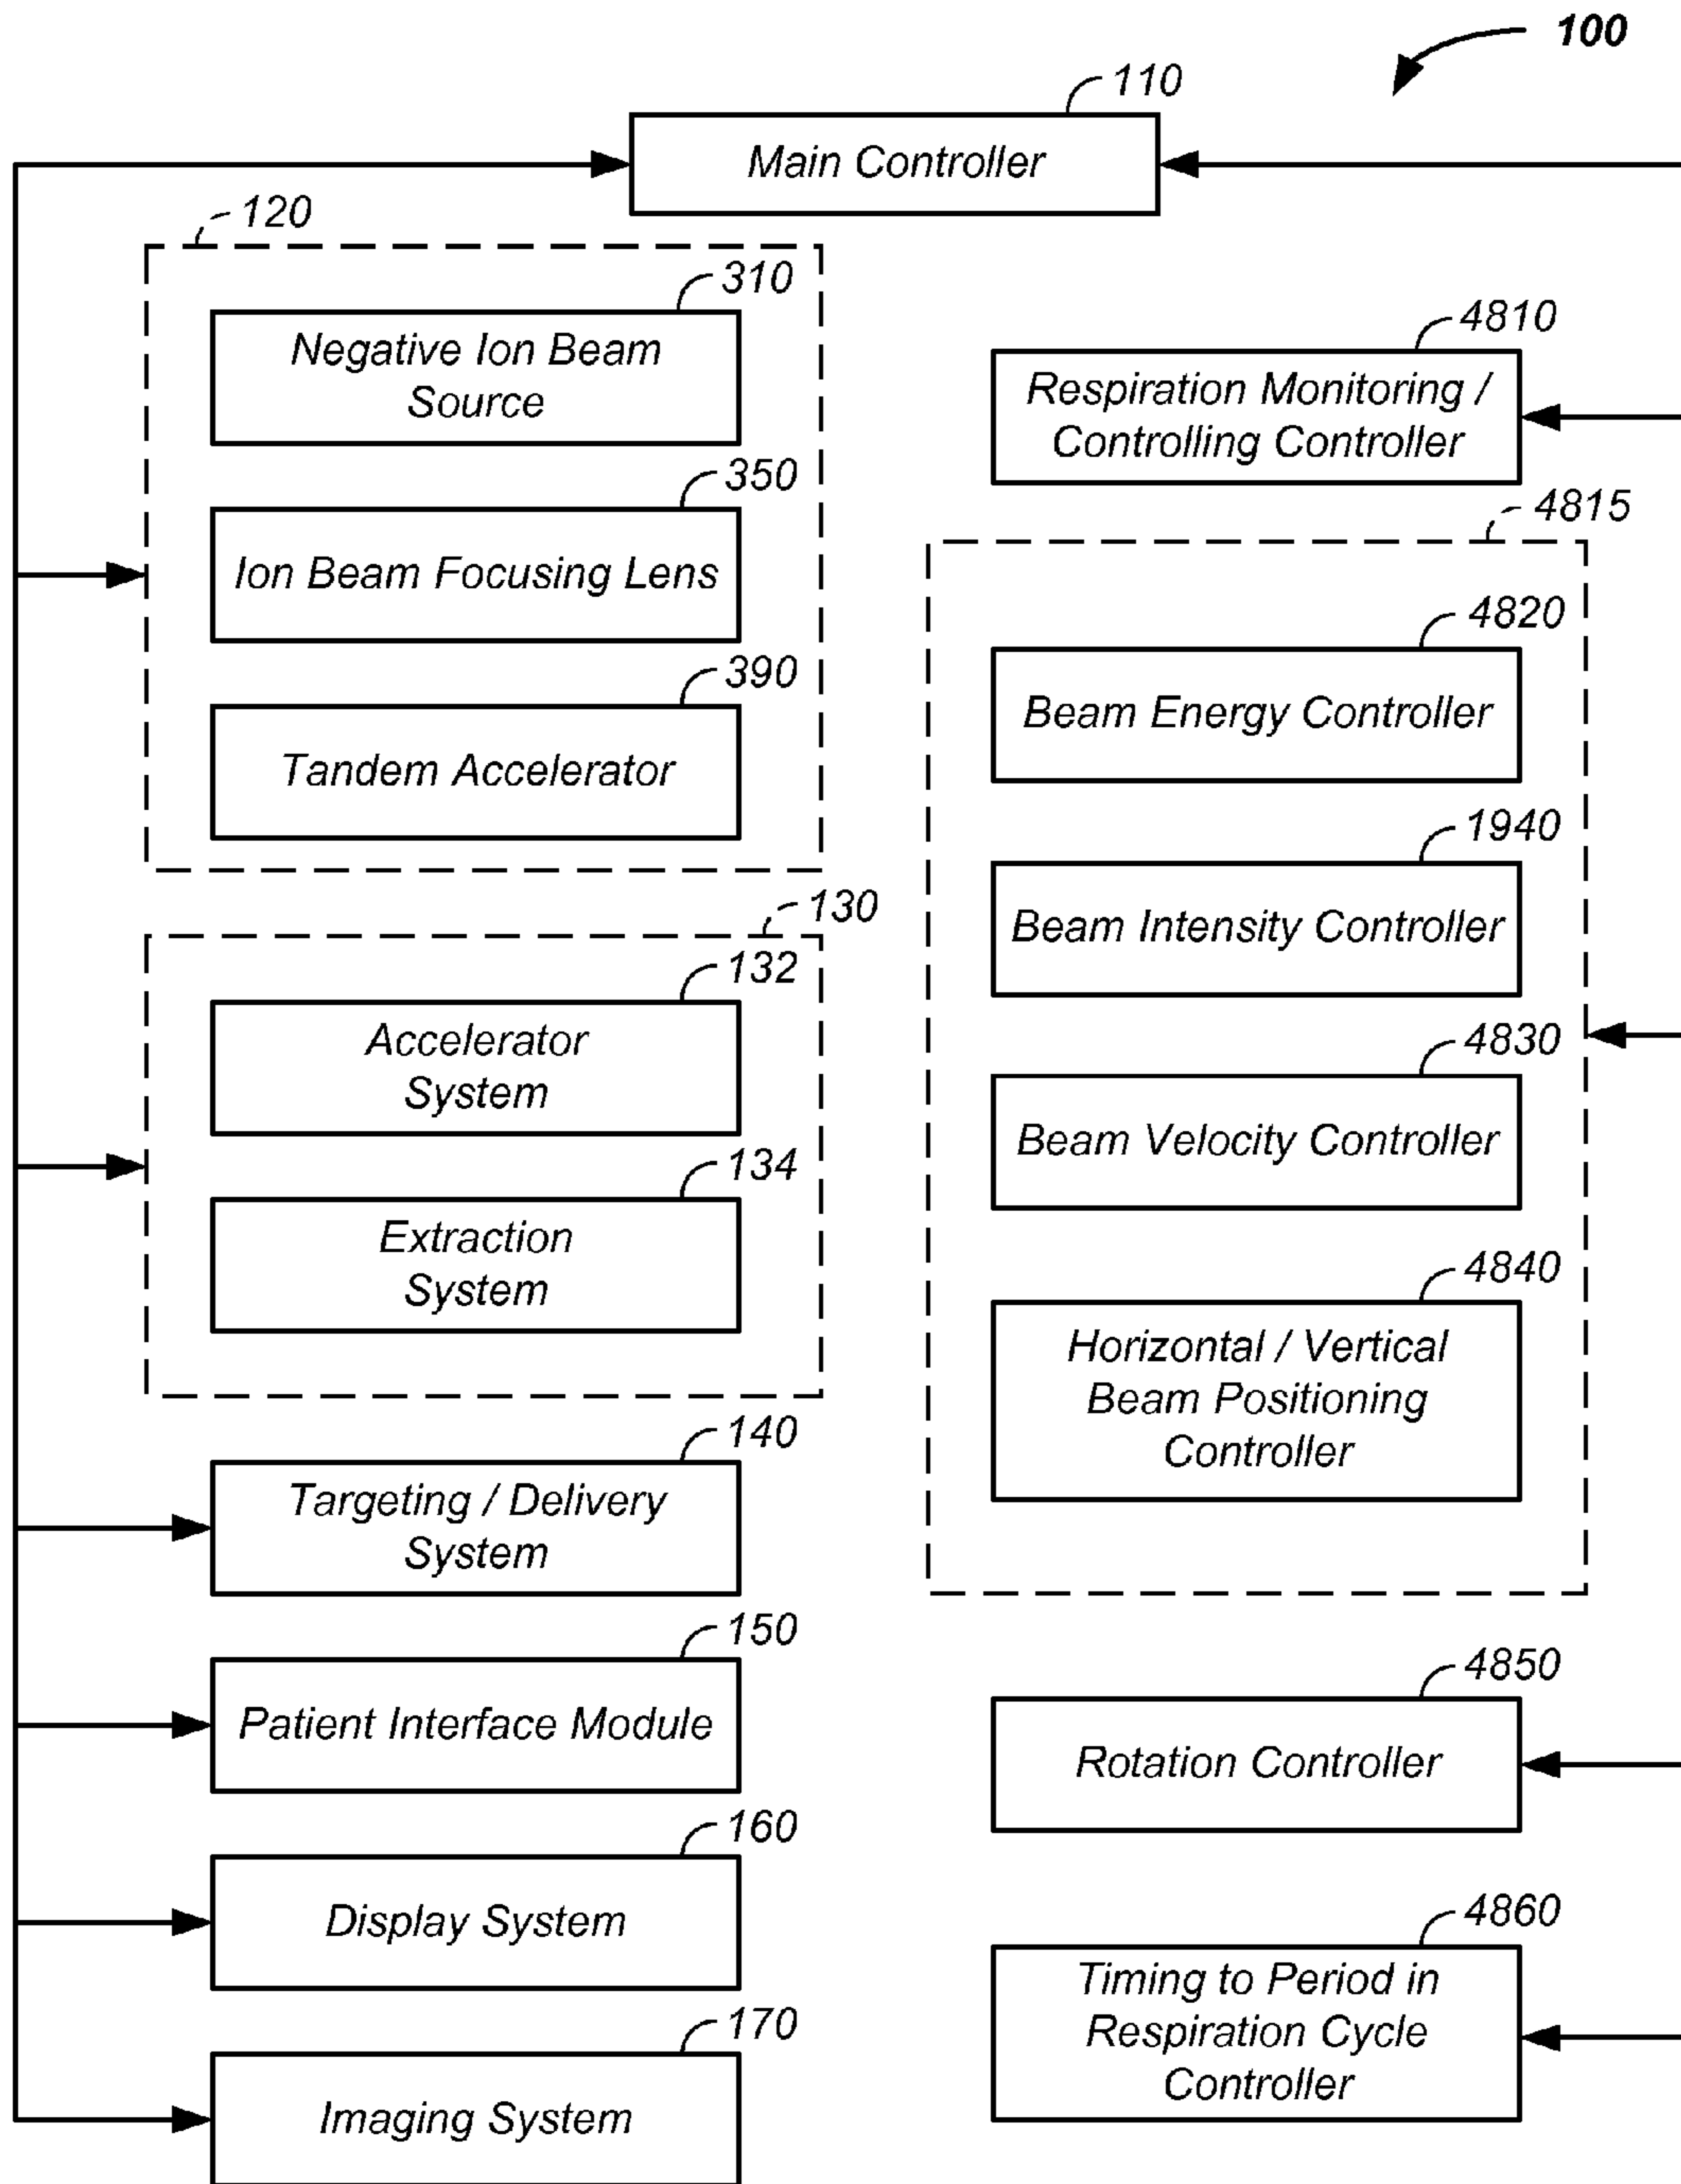 100
110
Main Controller
120
310
Negative Ion Beam
Source
350
Ion Beam Focusing Lens
390
Tandem Accelerator
130
132
Accelerator
System
134
Extraction
System
140
Targeting / Delivery
System
150
Patient Interface Module
160
Display System
170
Imaging System
4810
Respiration Monitoring /
Controlling Controller
4815
4820
Beam Energy Controller
1940
Beam Intensity Controller
4830
Beam Velocity Controller
4840
Horizontal / Vertical
Beam Positioning
Controller
4850
Rotation Controller
4860
Timing to Period in
Respiration Cycle
Controller